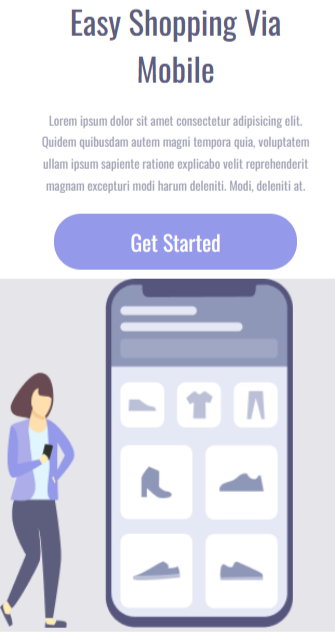 Easy Shopping Via
Mobile
Lorem ipsum dolor sit amet consectetur adipisicing elit.
Quidem quibusdam autem magni tempora quia, voluptatem
ullam ipsum sapiente ratione explicabo velit reprehenderit
magnam excepturi modi harum deleniti. Modi, deleniti at.
Get Started